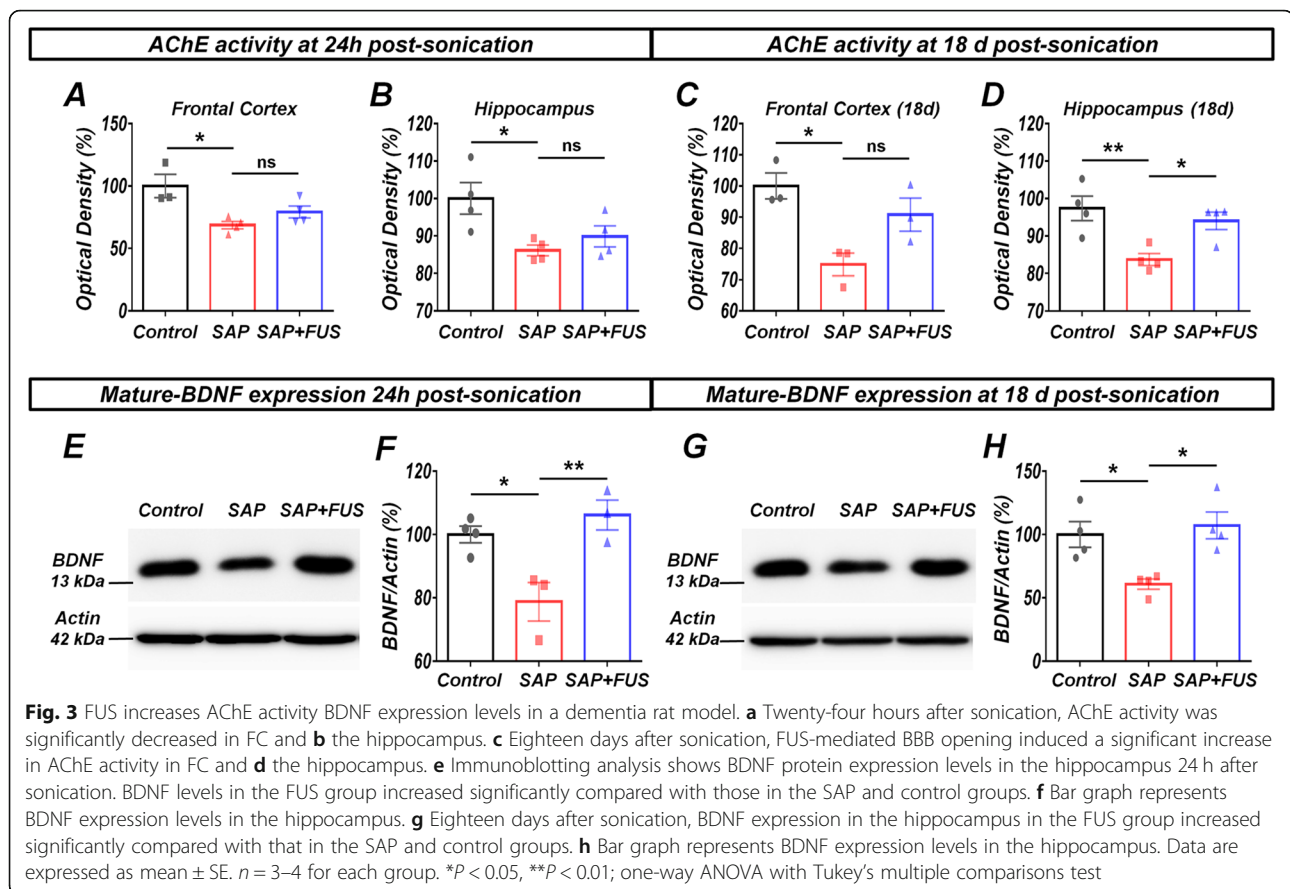 AChE activity at 24h post-sonication
AChE activity at 18 d post-sonication
A
Frontal Cortex
Optical Density (%)
150
100
50
0
*
ns
Control SAP SAP+FUS
B
Hippocampus
Optical Density (%)
120
110
100
90
80
70
*
ns
Control SAP SAP+FUS
C
Frontal Cortex (18d)
Optical Density (%)
120
110
100
90
80
70
60
*
ns
Control SAP SAP+FUS
D
Hippocampus (18d)
Optical Density (%)
120
110
100
90
80
70
**
*
Control SAP SAP+FUS
Mature-BDNF expression 24h post-sonication
Mature-BDNF expression at 18 d post-sonication
E
Control SAP SAP+FUS
BDNF
13 kDa
Actin
42 kDa
F
BDNF/Actin (%)
120
100
80
60
*
**
Control SAP SAP+FUS
G
Control SAP SAP+FUS
BDNF
13 kDa
Actin
42 kDa
H
BDNF/Actin (%)
150
100
50
0
*
*
Control SAP SAP+FUS
Fig. 3 FUS increases AChE activity BDNF expression levels in a dementia rat model. a Twenty-four hours after sonication, AChE activity was
significantly decreased in FC and b the hippocampus. c Eighteen days after sonication, FUS-mediated BBB opening induced a significant increase
in AChE activity in FC and d the hippocampus. e Immunoblotting analysis shows BDNF protein expression levels in the hippocampus 24 h after
sonication. BDNF levels in the FUS group increased significantly compared with those in the SAP and control groups. f Bar graph represents
BDNF expression levels in the hippocampus. g Eighteen days after sonication, BDNF expression in the hippocampus in the FUS group increased
significantly compared with that in the SAP and control groups. h Bar graph represents BDNF expression levels in the hippocampus. Data are
expressed as mean ± SE. n = 3–4 for each group. *P < 0.05, **P < 0.01; one-way ANOVA with Tukey's multiple comparisons test